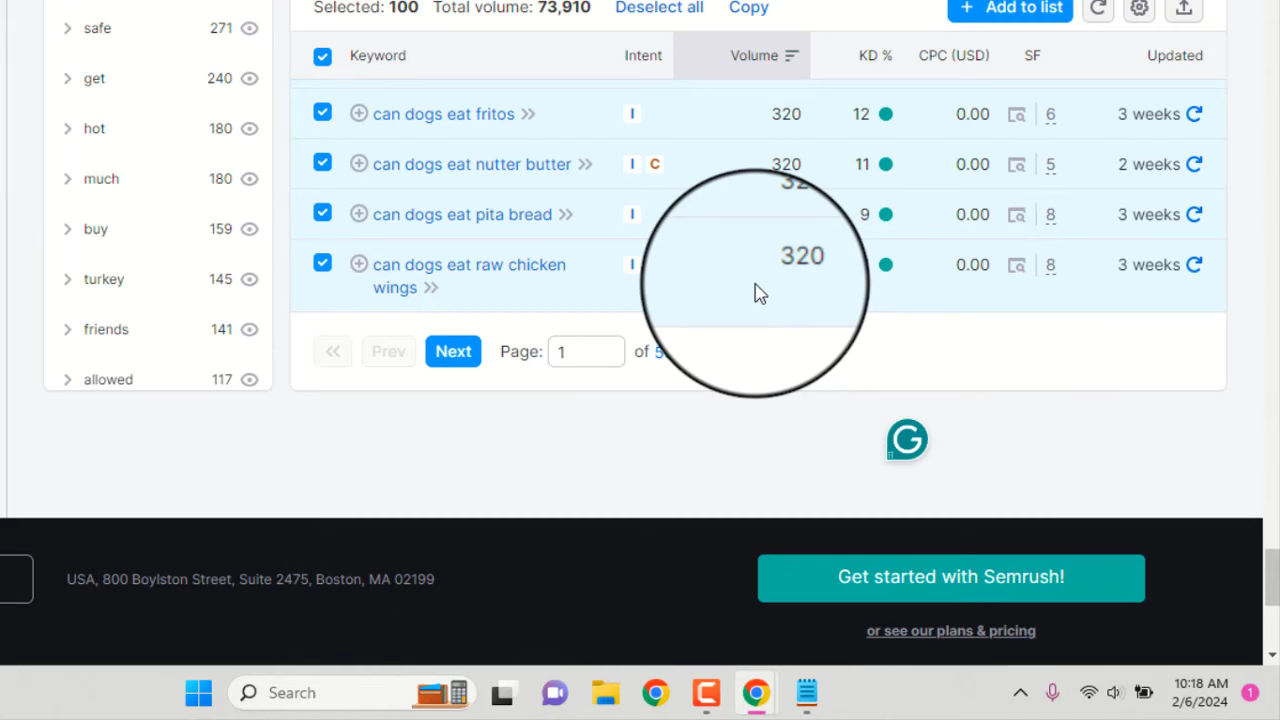 Selected: 100 Total volume: 73,910 Deselect all Copy + Add to list
safe 271
get 240
hot 180
much 180
buy 159
turkey 145
friends 141
allowed 117
Keyword Intent Volume KD % CPC (USD) SF Updated
can dogs eat fritos I 320 12 0.00 6 3 weeks
can dogs eat nutter butter I C 320 11 0.00 5 2 weeks
can dogs eat pita bread I 9 0.00 8 3 weeks
can dogs eat raw chicken wings I 320 0.00 8 3 weeks
Prev Next Page: 1 of
USA, 800 Boylston Street, Suite 2475, Boston, MA 02199
Get started with Semrush!
or see our plans & pricing
Search
10:18 AM
2/6/2024
1